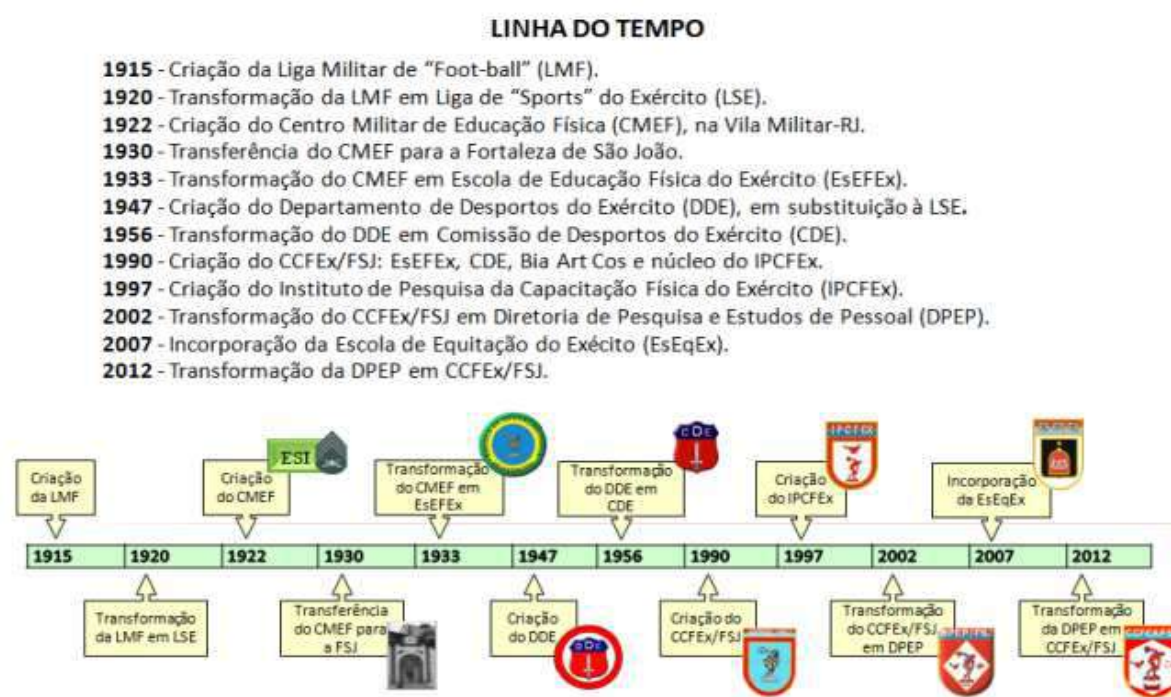 LINHA DO TEMPO
1915 - Criação da Liga Militar de “Foot-ball” (LMF).
1920 - Transformação da LMF em Liga de “Sports” do Exército (LSE).
1922 - Criação do Centro Militar de Educação Física (CMEF), na Vila Militar-RJ.
1930 - Transferência do CMEF para a Fortaleza de São João.
1933 - Transformação do CMEF em Escola de Educação Física do Exército (EsEFEx).
1947 - Criação do Departamento de Desportos do Exército (DDE), em substituição à LSE.
1956 - Transformação do DDE em Comissão de Desportos do Exército (CDE).
1990 - Criação do CCFEx/FSJ: EsEFEx, CDE, Bia Art Cos e núcleo do IPCFEx.
1997 - Criação do Instituto de Pesquisa da Capacitação Física do Exército (IPCFEx).
2002 - Transformação do CCFEx/FSJ em Diretoria de Pesquisa e Estudos de Pessoal (DPEP).
2007 - Incorporação da Escola de Equitação do Exécito (EsEqEx).
2012 - Transformação da DPEP em CCFEx/FSJ.
Criação
da LMF
Criação
do CMEF
ESI
Transformação
do CMEF em
EsEFEx
Transformação
do DDE em
CDE
CDE
Criação
do IPCFEx
IPCFEX
Incorporação
da EsEqEx
1915 1920 1922 1930 1933 1947 1956 1990 1997 2002 2007 2012
Transformação
da LMF em LSE
Transferência
do CMEF para
a FSJ
Criação
do DDE
DDE
Criação do
CCFEx/FSJ
Transformação
do CCFEx/FSJ
em DPEP
Transformação
da DPEP em
CCFEx/FSJ